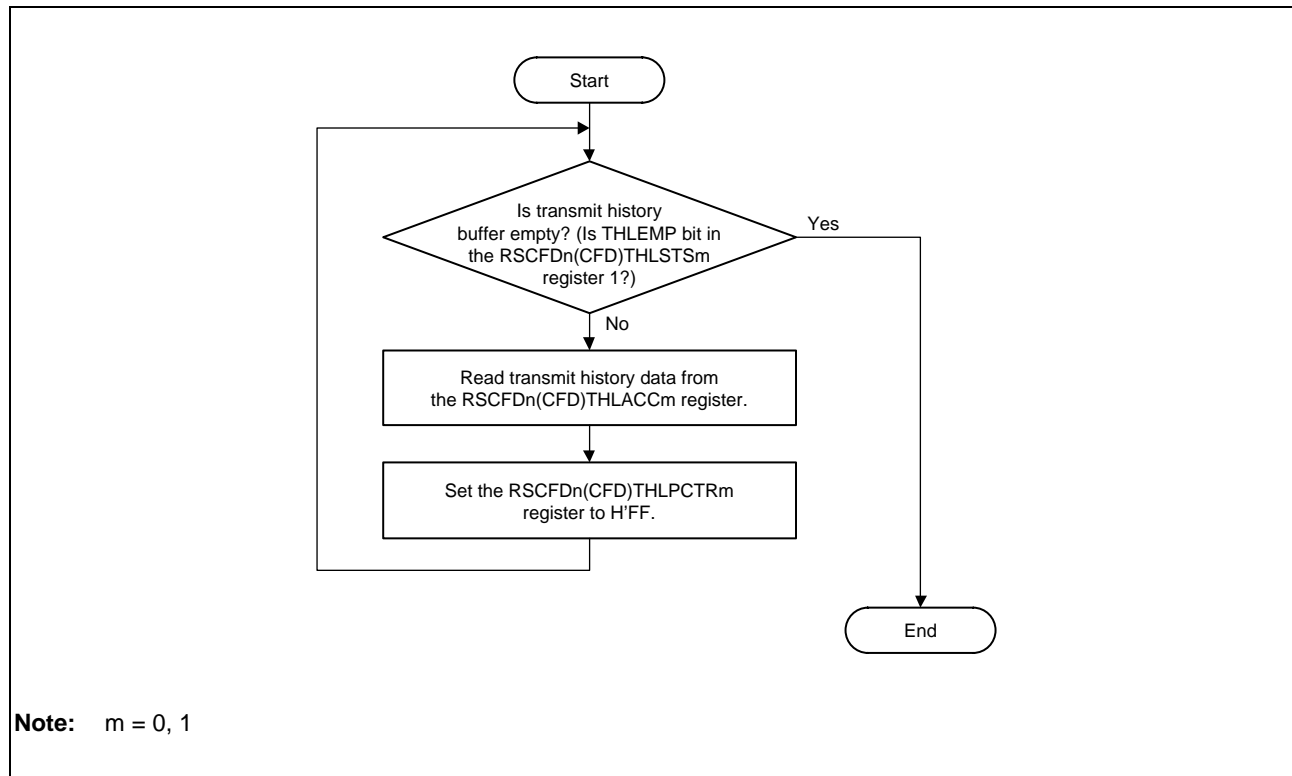 Start
Is transmit history
buffer empty? (Is THLEMP bit in
the RSCFDn(CFD)THLSTSm
register 1?)
Yes
No
Read transmit history data from
the RSCFDn(CFD)THLACCm register.
Set the RSCFDn(CFD)THLPCTRm
register to H'FF.
End
Note: m = 0, 1